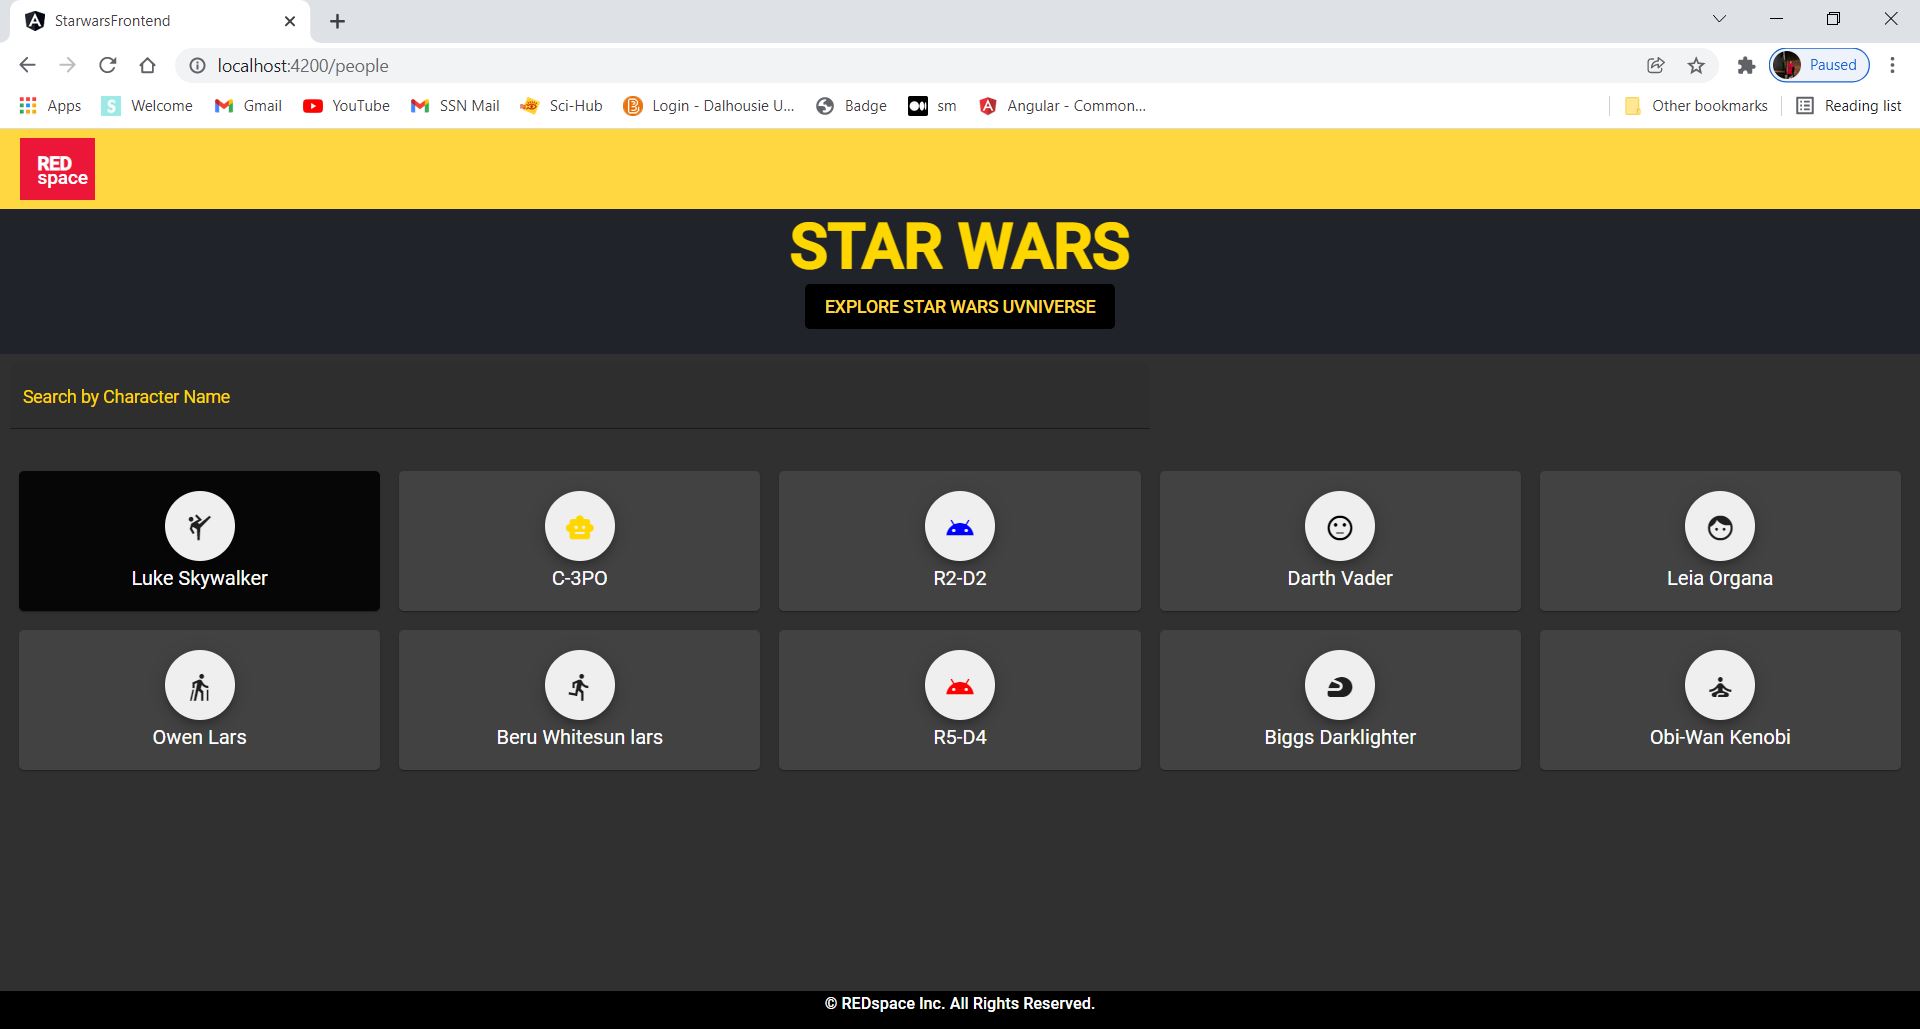 StarwarsFrontend
localhost:4200/people
Paused
Apps
Welcome
Gmail
YouTube
SSN Mail
Sci-Hub
Login - Dalhousie U...
Badge
sm
Angular - Common...
Other bookmarks
Reading list
RED
space
STAR WARS
EXPLORE STAR WARS UVNIVERSE
Search by Character Name
Luke Skywalker
C-3PO
R2-D2
Darth Vader
Leia Organa
Owen Lars
Beru Whitesun lars
R5-D4
Biggs Darklighter
Obi-Wan Kenobi
© REDspace Inc. All Rights Reserved.